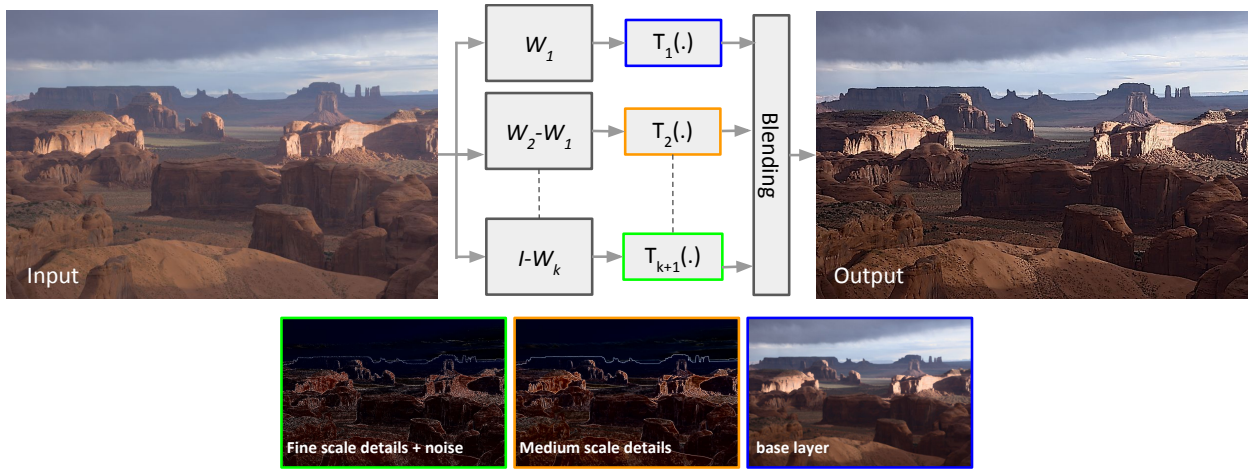 Input
W₁
T₁(.)
W₂-W₁
T₂(.)
I-Wₖ
Tₖ₊₁(.)
Blending
Output
Fine scale details + noise
Medium scale details
base layer